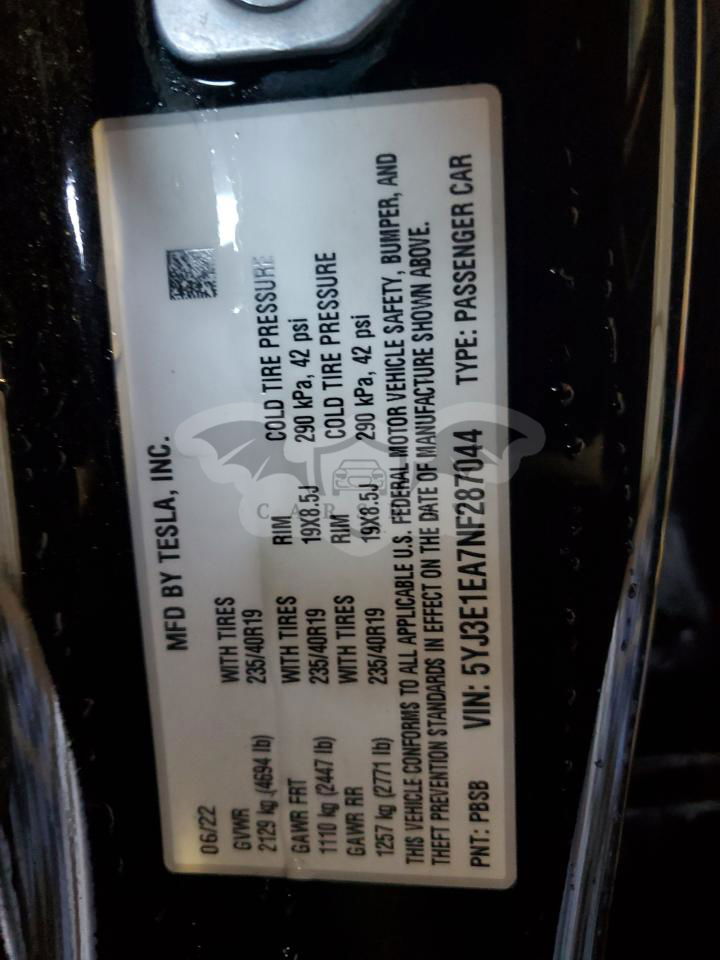 MFD BY TESLA, INC.
06/22
GVWR WITH TIRES RIM COLD TIRE PRESSURE
2129 kg (4694 lb) 235/40R19 19X8.5J 290 kPa, 42 psi
GAWR FRT WITH TIRES RIM COLD TIRE PRESSURE
1110 kg (2447 lb) 235/40R19 19X8.5J 290 kPa, 42 psi
GAWR RR WITH TIRES
1257 kg (2771 lb) 235/40R19
THIS VEHICLE CONFORMS TO ALL APPLICABLE U.S. FEDERAL MOTOR VEHICLE SAFETY, BUMPER, AND
THEFT PREVENTION STANDARDS IN EFFECT ON THE DATE OF MANUFACTURE SHOWN ABOVE.
PNT: PBSB VIN: 5YJ3E1EA7NF287044 TYPE: PASSENGER CAR